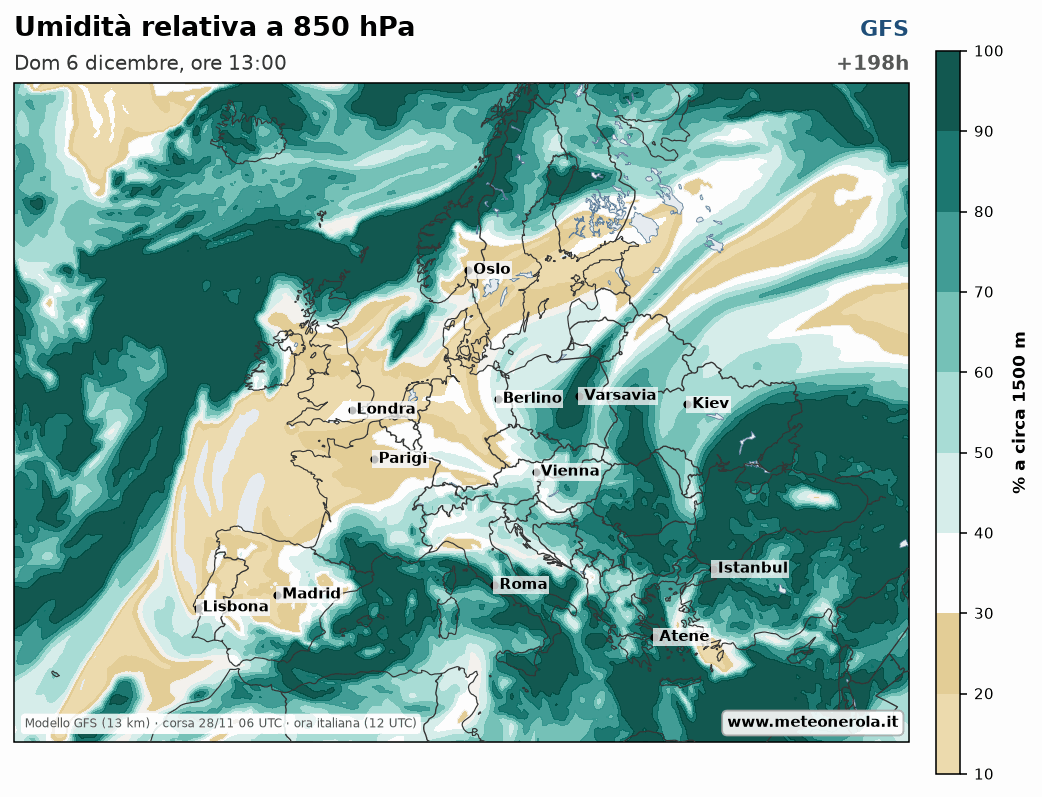 Umidità relativa a 850 hPa
GFS
Dom 6 dicembre, ore 13:00
+198h
100
90
80
70
60
50
40
30
20
10
% a circa 1500 m
Oslo
Berlino
Varsavia
Kiev
Londra
Parigi
Vienna
Istanbul
Roma
Madrid
Lisbona
Atene
Modello GFS (13 km) · corsa 28/11 06 UTC · ora italiana (12 UTC)
www.meteonerola.it